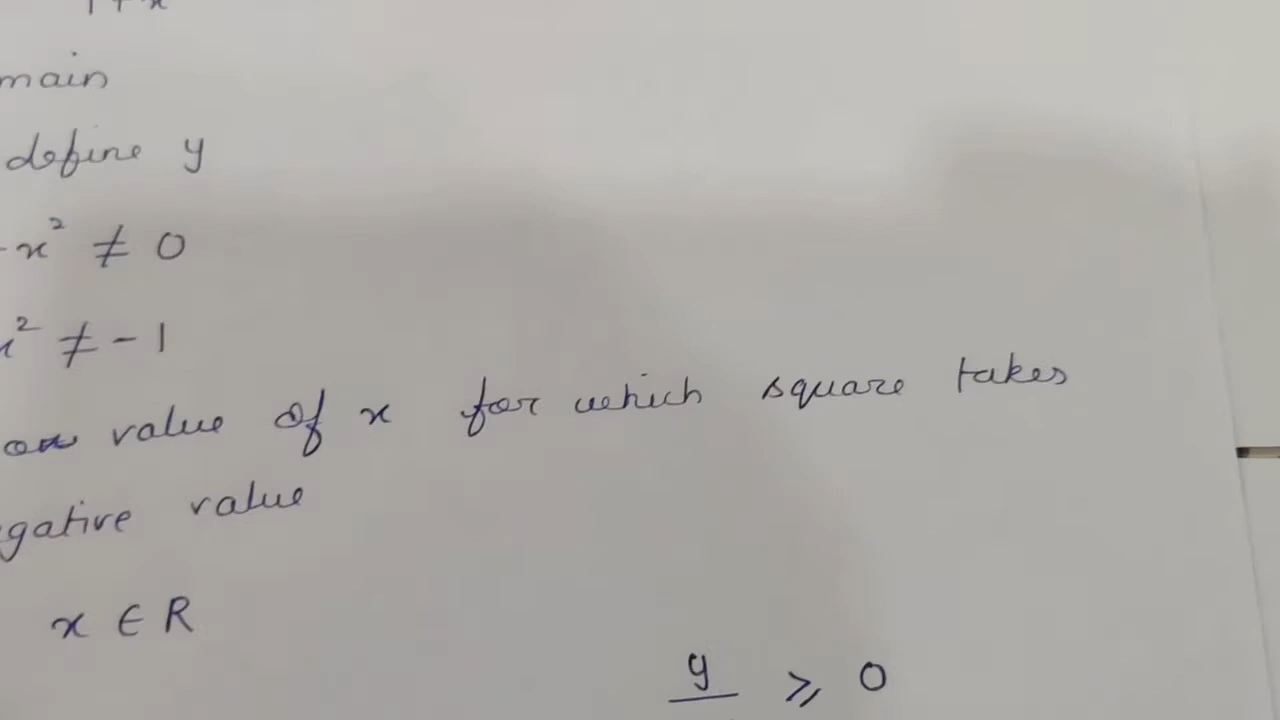 main
define y
x² ≠ 0
x² ≠ - 1
value of x for which square takes
gative value
x ∈ R
y ≥ 0